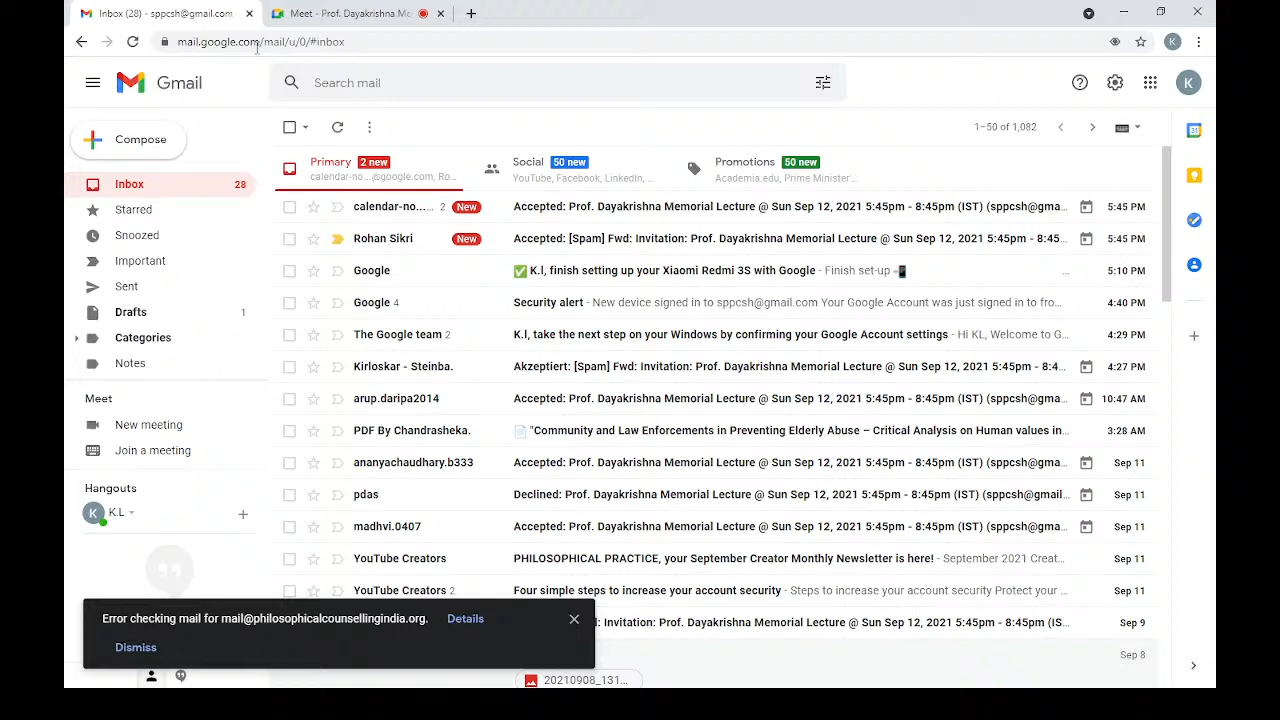 Inbox (28) - sppcsh@gmail.com
Meet - Prof. Dayakrishna Me
mail.google.com/mail/u/0/#inbox
K
Gmail
Search mail
K
Compose
1–50 of 1,082
Primary 2 new
calendar-no...@google.com, Ro...
Social 50 new
YouTube, Facebook, LinkedIn, ...
Promotions 50 new
Academia.edu, Prime Minister'...
Inbox 28
Starred
Snoozed
Important
Sent
Drafts 1
Categories
Notes
Meet
New meeting
Join a meeting
Hangouts
K K.L
calendar-no.... 2 New Accepted: Prof. Dayakrishna Memorial Lecture @ Sun Sep 12, 2021 5:45pm - 8:45pm (IST) (sppcsh@gma... 5:45 PM
Rohan Sikri New Accepted: [Spam] Fwd: Invitation: Prof. Dayakrishna Memorial Lecture @ Sun Sep 12, 2021 5:45pm - 8:45... 5:45 PM
Google ✅ K.l, finish setting up your Xiaomi Redmi 3S with Google - Finish set-up 📲 ... 5:10 PM
Google 4 Security alert - New device signed in to sppcsh@gmail.com Your Google Account was just signed in to fro... 4:40 PM
The Google team 2 K.l, take the next step on your Windows by confirming your Google Account settings - Hi KL, Welcome to G... 4:29 PM
Kirloskar - Steinba. Akzeptiert: [Spam] Fwd: Invitation: Prof. Dayakrishna Memorial Lecture @ Sun Sep 12, 2021 5:45pm - 8:4... 4:27 PM
arup.daripa2014 Accepted: Prof. Dayakrishna Memorial Lecture @ Sun Sep 12, 2021 5:45pm - 8:45pm (IST) (sppcsh@gma... 10:47 AM
PDF By Chandrasheka. 📄 "Community and Law Enforcements in Preventing Elderly Abuse – Critical Analysis on Human values in... 3:28 AM
ananyachaudhary.b333 Accepted: Prof. Dayakrishna Memorial Lecture @ Sun Sep 12, 2021 5:45pm - 8:45pm (IST) (sppcsh@gma... Sep 11
pdas Declined: Prof. Dayakrishna Memorial Lecture @ Sun Sep 12, 2021 5:45pm - 8:45pm (IST) (sppcsh@gmail... Sep 11
madhvi.0407 Accepted: Prof. Dayakrishna Memorial Lecture @ Sun Sep 12, 2021 5:45pm - 8:45pm (IST) (sppcsh@gma... Sep 11
YouTube Creators PHILOSOPHICAL PRACTICE, your September Creator Monthly Newsletter is here! - September 2021 Creat... Sep 11
YouTube Creators 2 Four simple steps to increase your account security - Steps to increase your account security Protect your ... Sep 11
: Invitation: Prof. Dayakrishna Memorial Lecture @ Sun Sep 12, 2021 5:45pm - 8:45pm (IS... Sep 9
Sep 8
20210908_131...
Error checking mail for mail@philosophicalcounsellingindia.org. Details
Dismiss